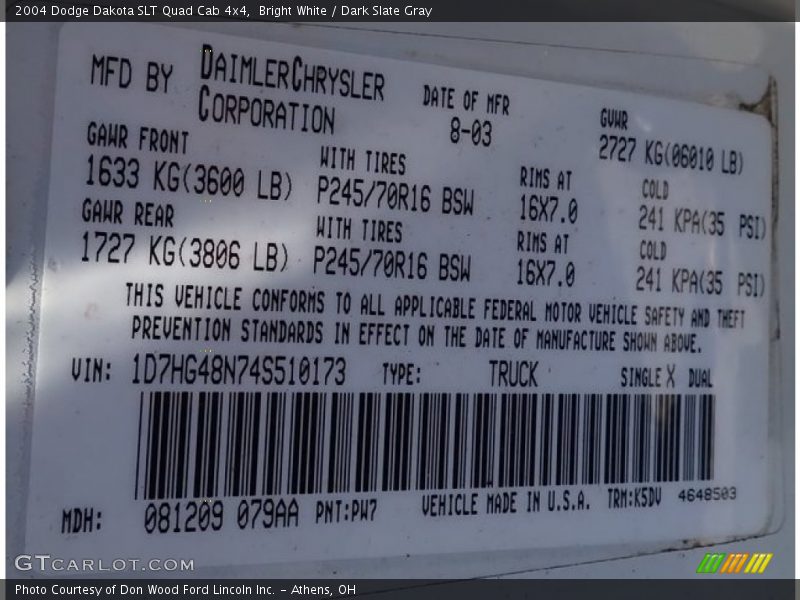 2004 Dodge Dakota SLT Quad Cab 4x4,  Bright White / Dark Slate Gray
MFD BY DAIMLERCHRYSLER CORPORATION
DATE OF MFR
8-03
GVWR
2727 KG(06010 LB)
GAWR FRONT
1633 KG(3600 LB)
WITH TIRES
P245/70R16 BSW
RIMS AT
16X7.0
COLD
241 KPA(35 PSI)
GAWR REAR
1727 KG(3806 LB)
WITH TIRES
P245/70R16 BSW
RIMS AT
16X7.0
COLD
241 KPA(35 PSI)
THIS VEHICLE CONFORMS TO ALL APPLICABLE FEDERAL MOTOR VEHICLE SAFETY AND THEFT
PREVENTION STANDARDS IN EFFECT ON THE DATE OF MANUFACTURE SHOWN ABOVE.
VIN: 1D7HG48N74S510173 TYPE: TRUCK SINGLE X DUAL
MDH: 081209 079AA PNT:PW7 VEHICLE MADE IN U.S.A. TRM:K5DV 4648503
GTCARLOT.COM
Photo Courtesy of Don Wood Ford Lincoln Inc. - Athens, OH